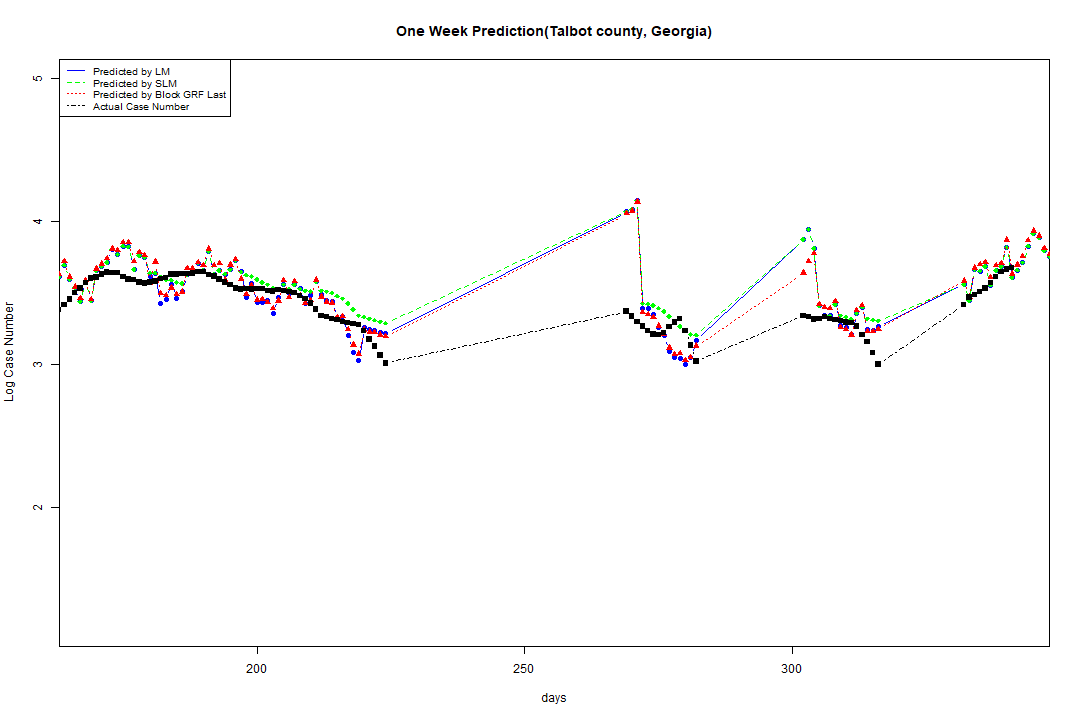 One Week Prediction(Talbot county, Georgia)
Predicted by LM
Predicted by SLM
Predicted by Block GRF Last
Actual Case Number
5
4
3
2
Log Case Number
200
250
300
days